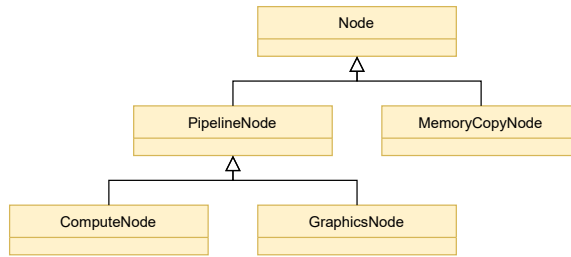 Node
PipelineNode
MemoryCopyNode
ComputeNode
GraphicsNode